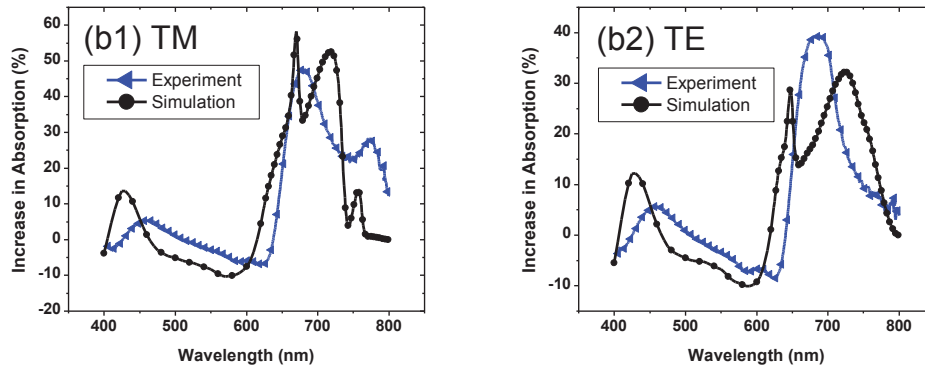 (b1) TM
Experiment
Simulation
Increase in Absorption (%)
60
50
40
30
20
10
0
-10
-20
400 500 600 700 800
Wavelength (nm)
(b2) TE
Experiment
Simulation
Increase in Absorption (%)
40
30
20
10
0
-10
400 500 600 700 800
Wavelength (nm)